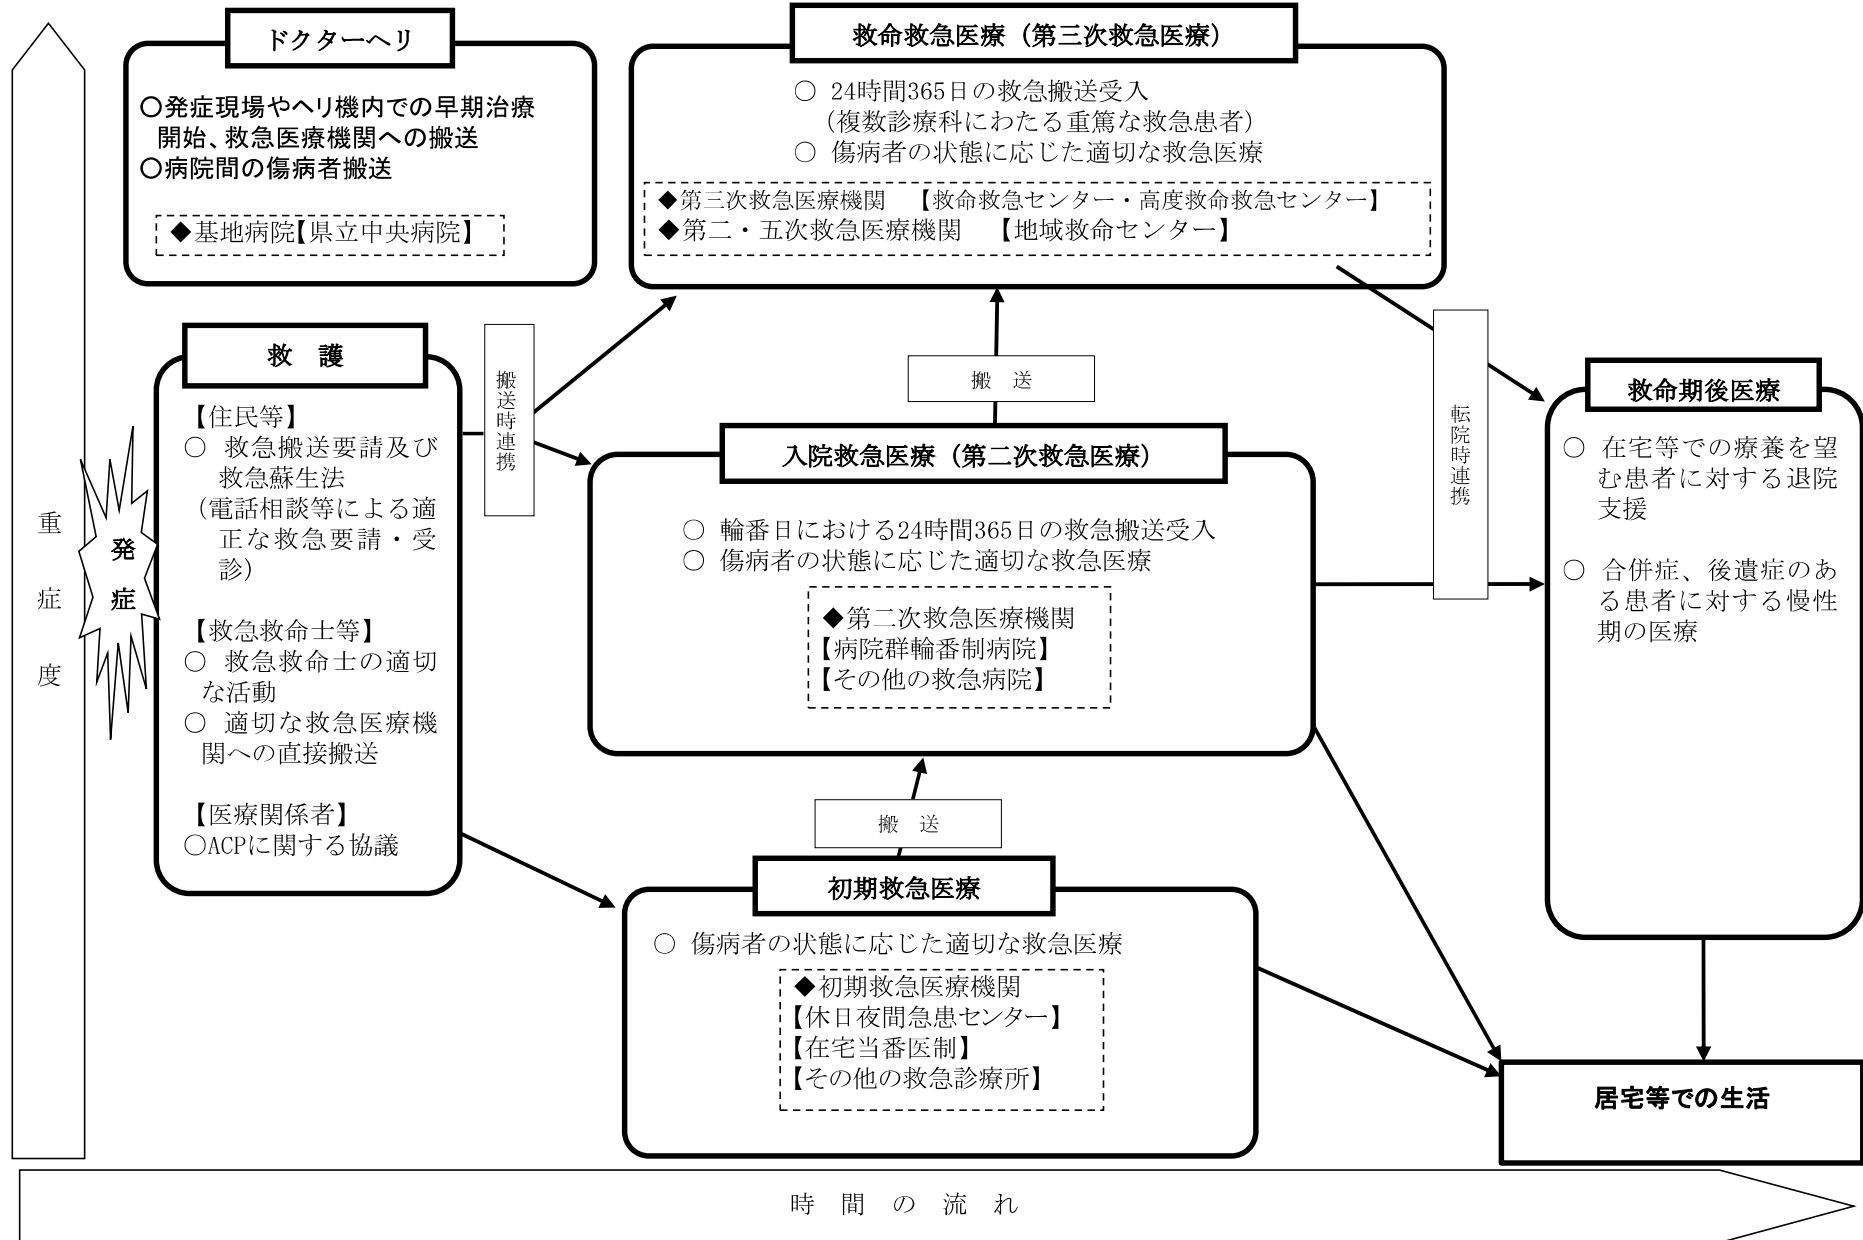 ドクターヘリ
○発症現場やヘリ機内での早期治療
開始、救急医療機関への搬送
○病院間の傷病者搬送
◆基地病院【県立中央病院】
救命救急医療（第三次救急医療）
○ 24時間365日の救急搬送受入
（複数診療科にわたる重篤な救急患者）
○ 傷病者の状態に応じた適切な救急医療
◆第三次救急医療機関 【救命救急センター・高度救命救急センター】
◆第二・五次救急医療機関 【地域救命センター】
重症度
発症
救 護
【住民等】
○ 救急搬送要請及び
救急蘇生法
（電話相談等による適
正な救急要請・受
診）
【救急救命士等】
○ 救急救命士の適切
な活動
○ 適切な救急医療機
関への直接搬送
【医療関係者】
○ACPに関する協議
搬送時連携
搬 送
入院救急医療（第二次救急医療）
○ 輪番日における24時間365日の救急搬送受入
○ 傷病者の状態に応じた適切な救急医療
◆第二次救急医療機関
【病院群輪番制病院】
【その他の救急病院】
搬 送
初期救急医療
○ 傷病者の状態に応じた適切な救急医療
◆初期救急医療機関
【休日夜間急患センター】
【在宅当番医制】
【その他の救急診療所】
転院時連携
救命期後医療
○ 在宅等での療養を望
む患者に対する退院
支援
○ 合併症、後遺症のあ
る患者に対する慢性
期の医療
居宅等での生活
時 間 の 流 れ